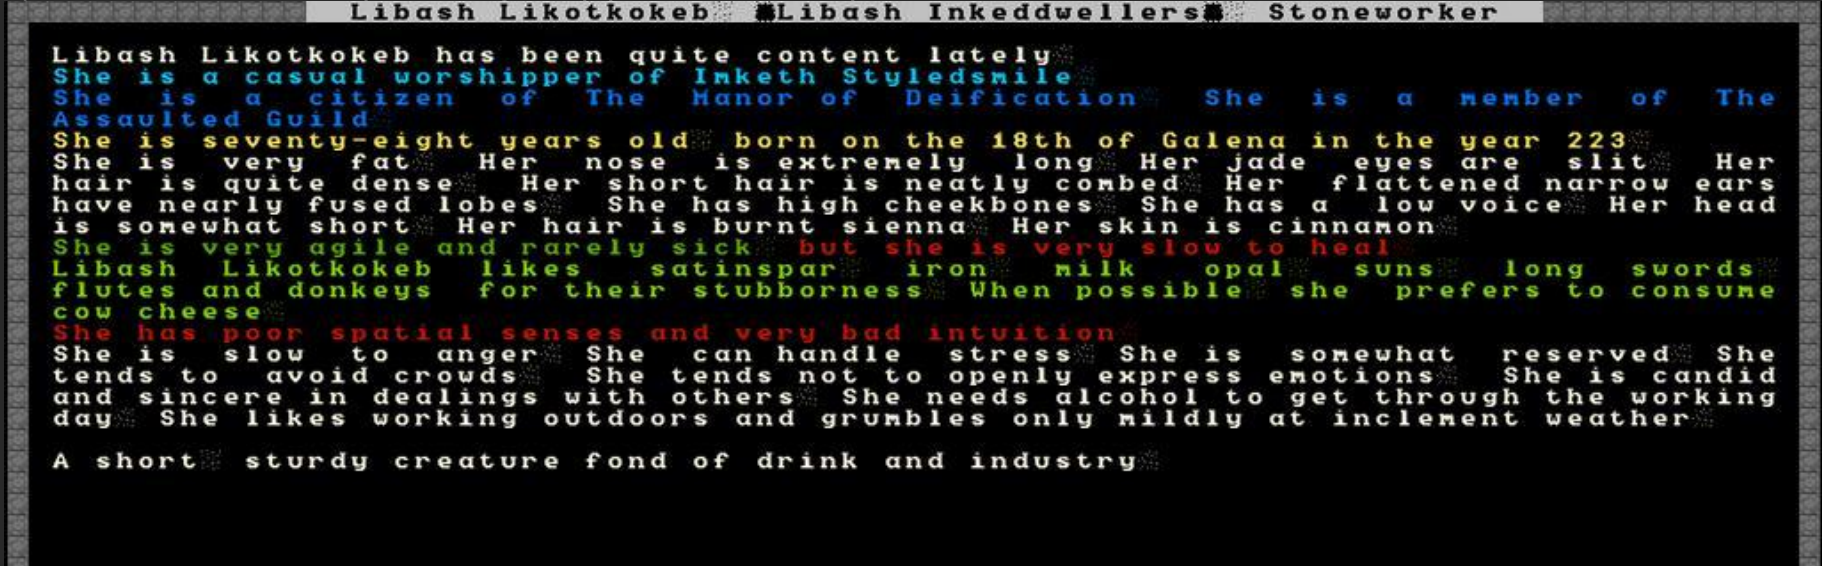 Libash Likotkokeb, "Libash Inkeddwellers", Stoneworker
Libash Likotkokeb has been quite content lately.
She is a casual worshipper of Imketh Styledsmile.
She is a citizen of The Manor of Deification. She is a member of The
Assaulted Guild.
She is seventy-eight years old, born on the 18th of Galena in the year 223.
She is very fat. Her nose is extremely long. Her jade eyes are slit. Her
hair is quite dense. Her short hair is neatly combed. Her flattened narrow ears
have nearly fused lobes. She has high cheekbones. She has a low voice. Her head
is somewhat short. Her hair is burnt sienna. Her skin is cinnamon.
She is very agile and rarely sick, but she is very slow to heal.
Libash Likotkokeb likes satinspar, iron, milk opal, suns, long swords,
flutes and donkeys for their stubborness. When possible, she prefers to consume
cow cheese.
She has poor spatial senses and very bad intuition.
She is slow to anger. She can handle stress. She is somewhat reserved. She
tends to avoid crowds. She tends not to openly express emotions. She is candid
and sincere in dealings with others. She needs alcohol to get through the working
day. She likes working outdoors and grumbles only mildly at inclement weather.
A short, sturdy creature fond of drink and industry.